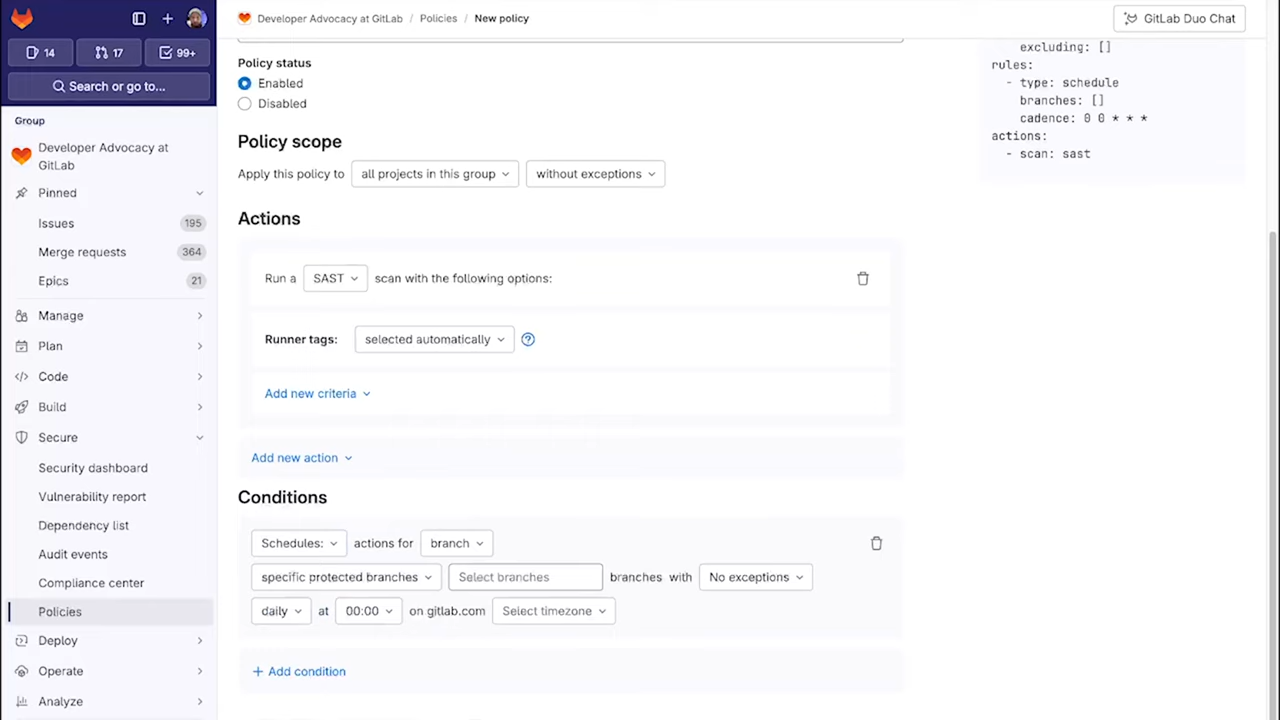 Developer Advocacy at GitLab / Policies / New policy
GitLab Duo Chat
14
17
99+
Search or go to...
Group
Developer Advocacy at
GitLab
Pinned
Issues 195
Merge requests 364
Epics 21
Manage
Plan
Code
Build
Secure
Security dashboard
Vulnerability report
Dependency list
Audit events
Compliance center
Policies
Deploy
Operate
Analyze
Policy status
Enabled
Disabled
Policy scope
Apply this policy to all projects in this group without exceptions
Actions
Run a SAST scan with the following options:
Runner tags: selected automatically
Add new criteria
Add new action
Conditions
Schedules: actions for branch
specific protected branches Select branches branches with No exceptions
daily at 00:00 on gitlab.com Select timezone
+ Add condition
excluding: []
rules:
- type: schedule
branches: []
cadence: 0 0 * * *
actions:
- scan: sast